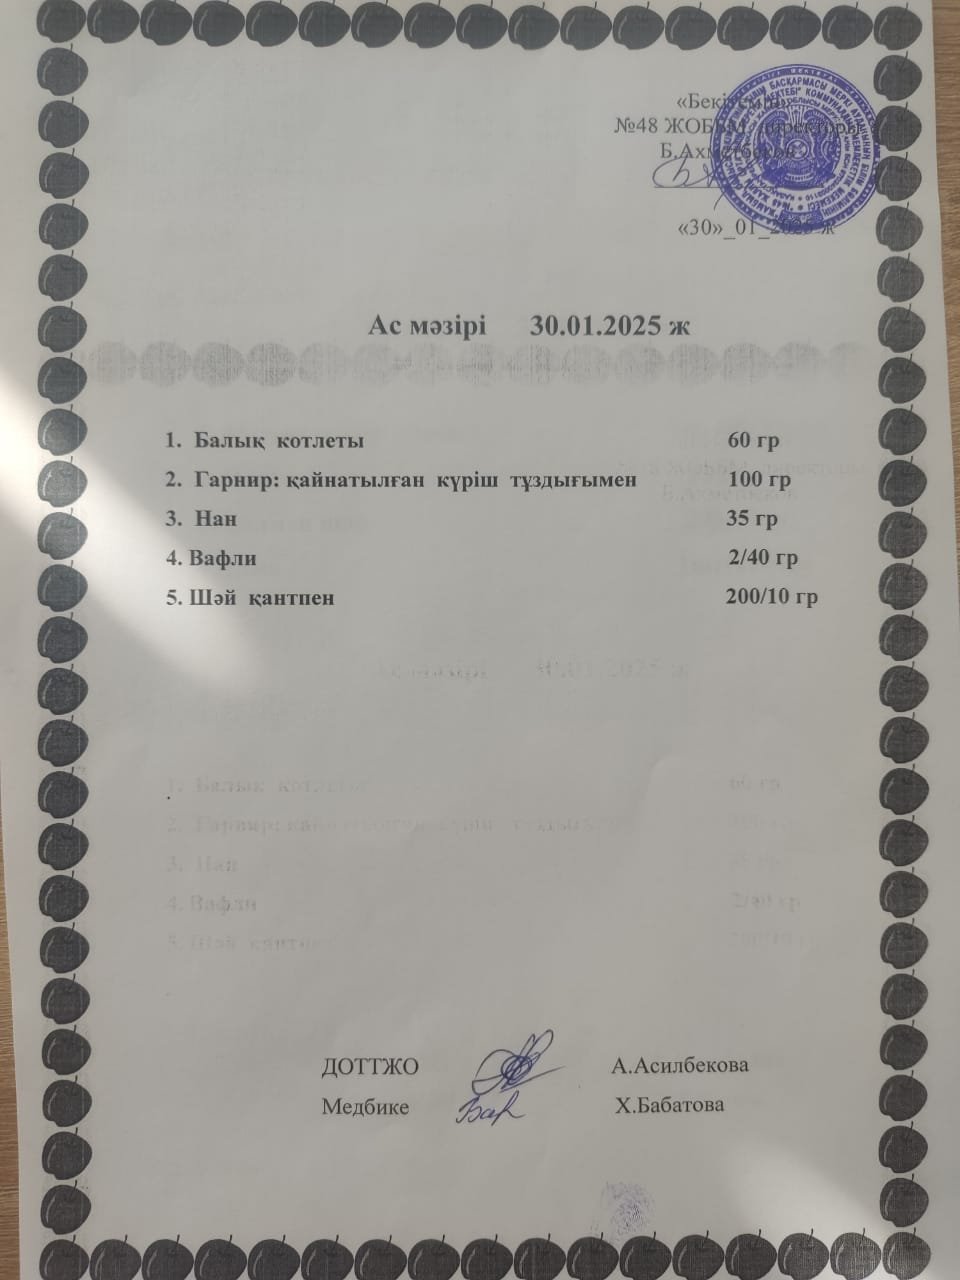 «Бекітемін»
№48 ЖОББМ директоры
Б.Ахметбеков
«30»_01_2025 ж
Ас мәзірі 30.01.2025 ж
1. Балық котлеты 60 гр
2. Гарнир: қайнатылған күріш тұздығымен 100 гр
3. Нан 35 гр
4. Вафли 2/40 гр
5. Шәй қантпен 200/10 гр
ДОТТЖО А.Асилбекова
Медбике Х.Бабатова